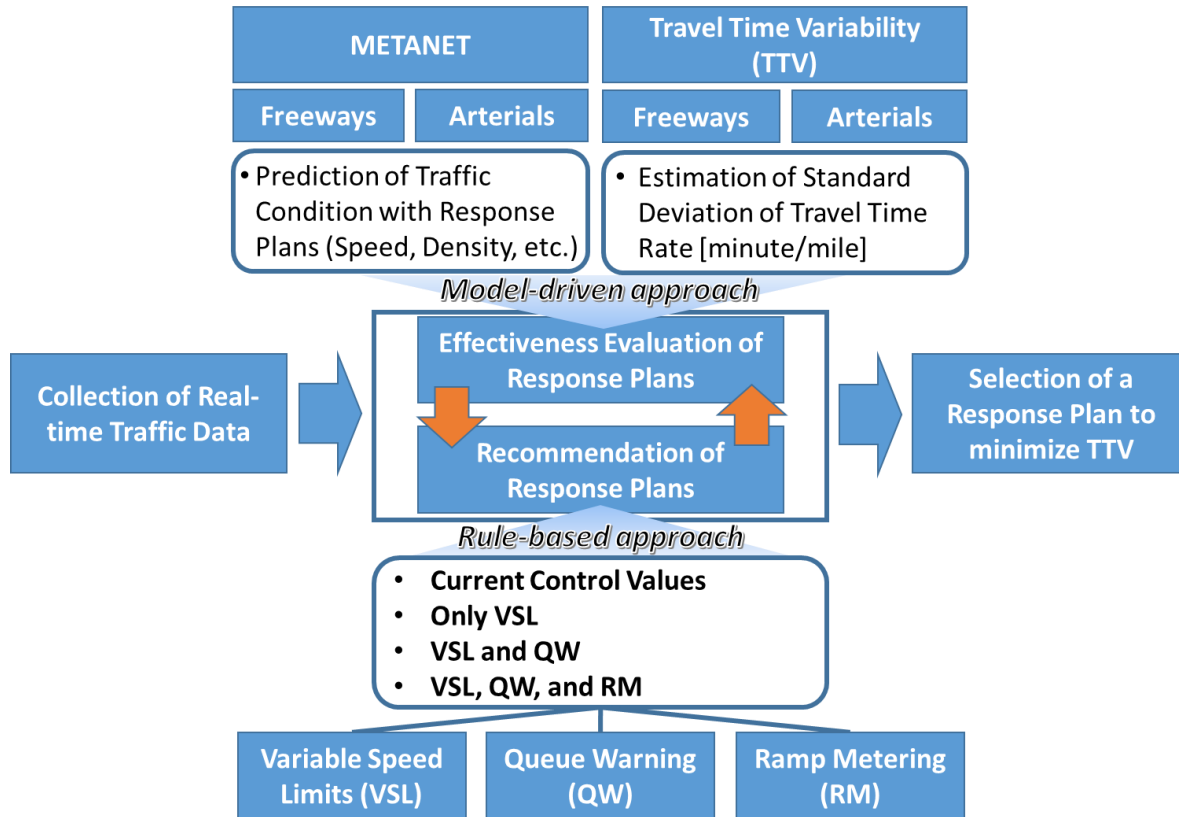 METANET
Travel Time Variability
(TTV)
Freeways
Arterials
Freeways
Arterials
• Prediction of Traffic
Condition with Response
Plans (Speed, Density, etc.)
• Estimation of Standard
Deviation of Travel Time
Rate [minute/mile]
Model-driven approach
Collection of Real-
time Traffic Data
Effectiveness Evaluation of
Response Plans
Recommendation of
Response Plans
Selection of a
Response Plan to
minimize TTV
Rule-based approach
• Current Control Values
• Only VSL
• VSL and QW
• VSL, QW, and RM
Variable Speed
Limits (VSL)
Queue Warning
(QW)
Ramp Metering
(RM)